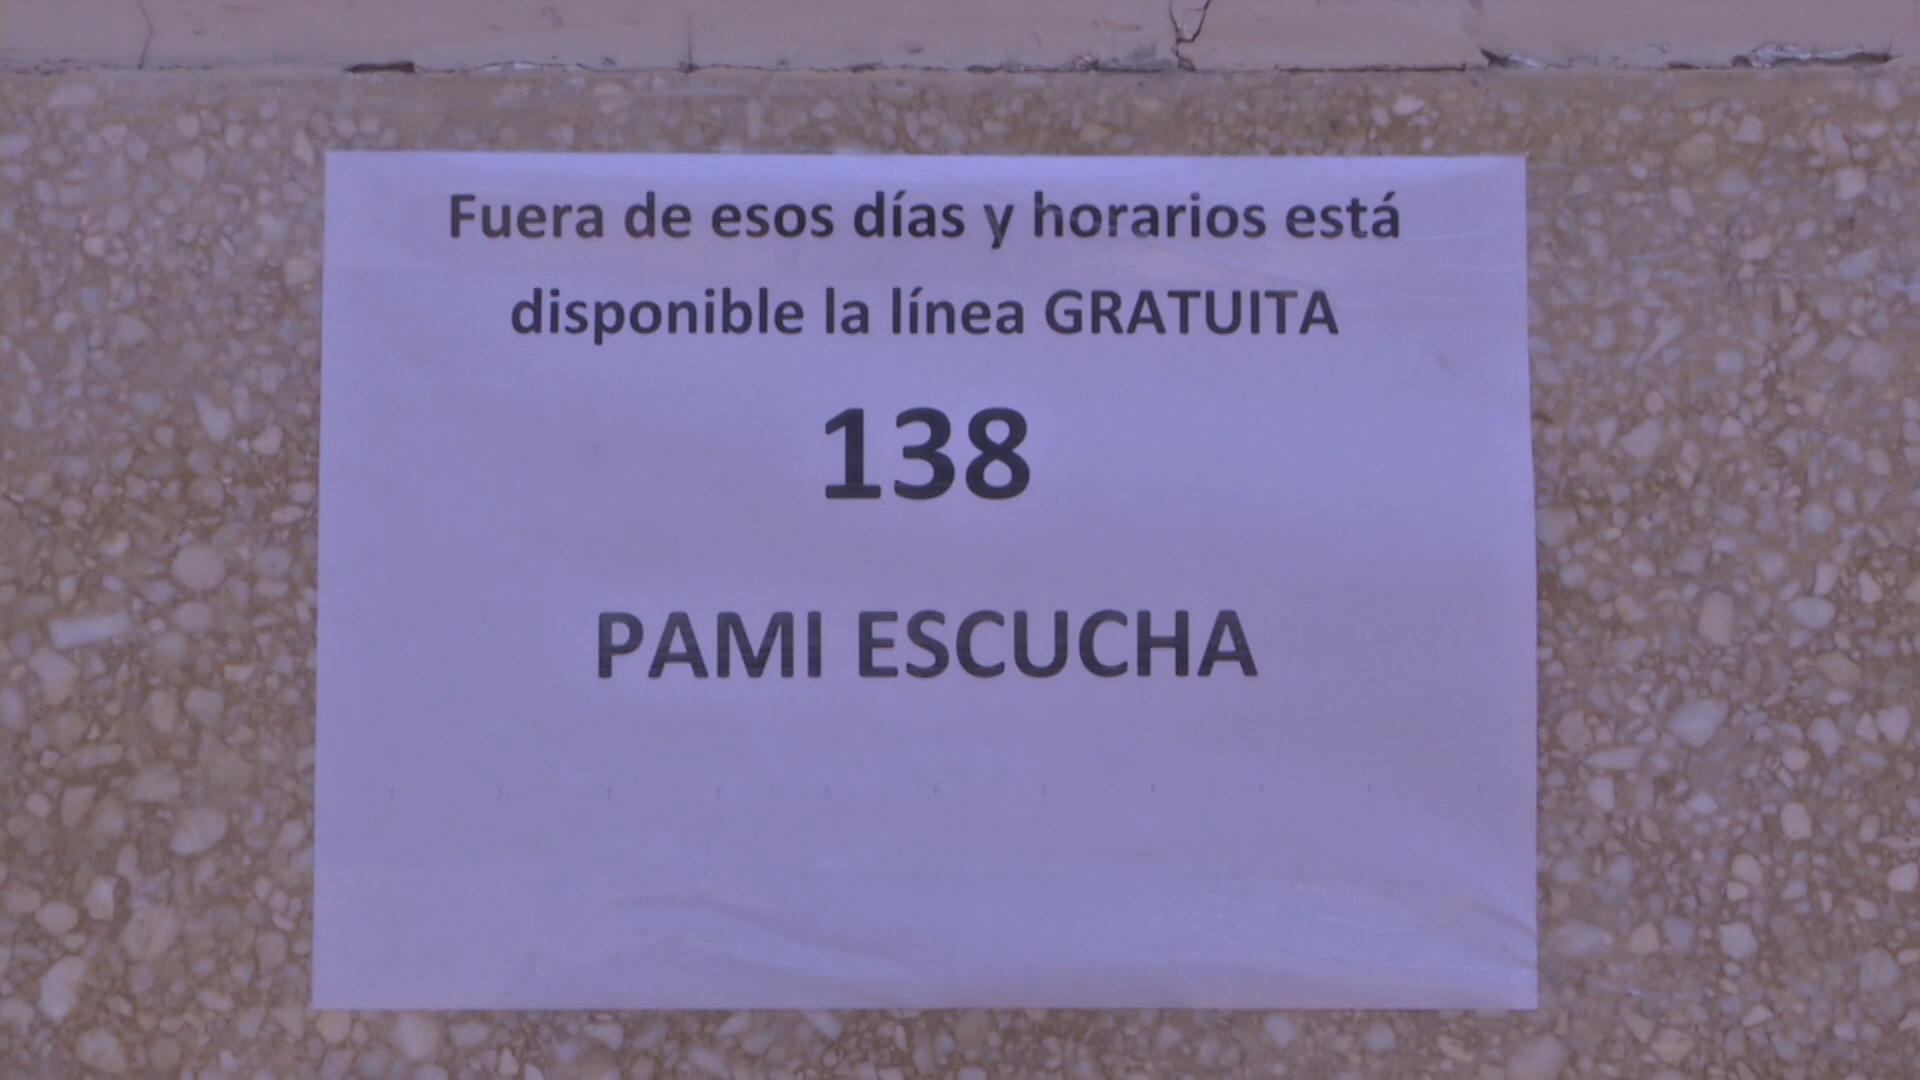 Fuera de esos días y horarios está
disponible la línea GRATUITA
138
PAMI ESCUCHA